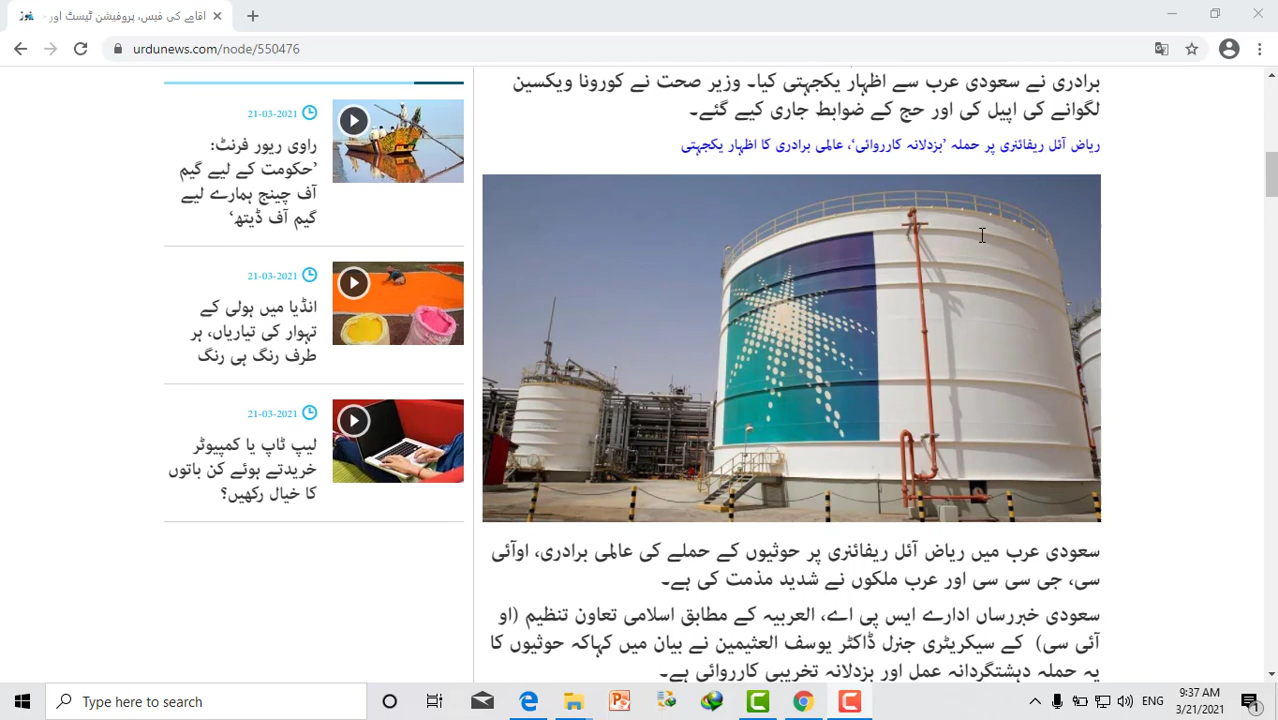 اقامے کی فیس، پروفیشن ٹیسٹ اور
urdunews.com/node/550476
برادری نے سعودی عرب سے اظہار یکجہتی کیا۔ وزیر صحت نے کورونا ویکسین
لگوانے کی اپیل کی اور حج کے ضوابط جاری کیے گئے۔
ریاض آئل ریفائنری پر حملہ ’بزدلانہ کارروائی‘، عالمی برادری کا اظہار یکجہتی
سعودی عرب میں ریاض آئل ریفائنری پر حوثیوں کے حملے کی عالمی برادری، اوآئی
سی، جی سی سی اور عرب ملکوں نے شدید مذمت کی ہے۔
سعودی خبررساں ادارے ایس پی اے، العربیہ کے مطابق اسلامی تعاون تنظیم (او
آئی سی) کے سیکریٹری جنرل ڈاکٹر یوسف العثیمین نے بیان میں کہاکہ حوثیوں کا
یہ حملہ دہشتگردانہ عمل اور بزدلانہ تخریبی کارروائی ہے۔
21-03-2021
راوی ریور فرنٹ:
’حکومت کے لیے گیم
آف چینج ہمارے لیے
گیم آف ڈیتھ‘
21-03-2021
انڈیا میں ہولی کے
تہوار کی تیاریاں، ہر
طرف رنگ ہی رنگ
21-03-2021
لیپ ٹاپ یا کمپیوٹر
خریدتے ہوئے کن باتوں
کا خیال رکھیں؟
Type here to search
ENG
9:37 AM
3/21/2021
1